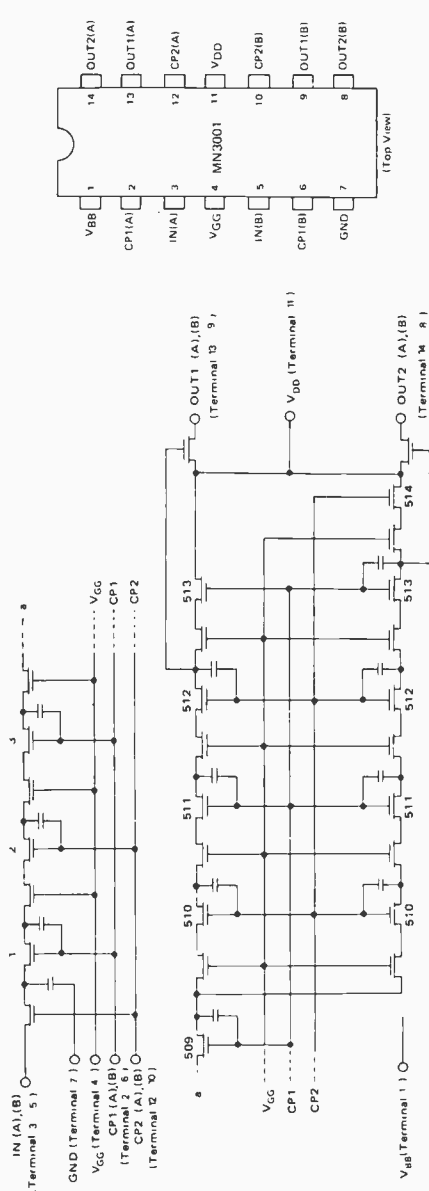 OUT2(A)
OUT1(A)
CP2(A)
VDD
CP2(B)
OUT1(B)
OUT2(B)
14
13
12
11
10
9
8
MN3001
1
2
3
4
5
6
7
VBB
CP1(A)
IN(A)
VGG
IN(B)
CP1(B)
GND
(Top View)
IN (A),(B)
(Terminal 3 5)
GND (Terminal 7)
VGG (Terminal 4)
CP1 (A),(B)
(Terminal 2 6)
CP2 (A),(B)
(Terminal 12 10)
1
2
3
a
VGG
CP1
CP2
a
509
510
511
512
513
OUT1 (A),(B)
(Terminal 13 9)
VGG
CP1
CP2
VDD (Terminal 11)
VBB (Terminal 1)
510
511
512
513
514
OUT2 (A),(B)
(Terminal 14 8)